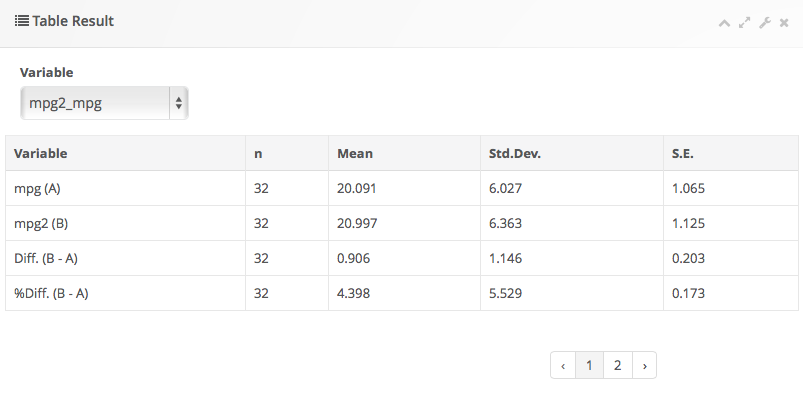 Table Result
Variable
mpg2_mpg
Variable n Mean Std.Dev. S.E.
mpg (A) 32 20.091 6.027 1.065
mpg2 (B) 32 20.997 6.363 1.125
Diff. (B - A) 32 0.906 1.146 0.203
%Diff. (B - A) 32 4.398 5.529 0.173
‹ 1 2 ›